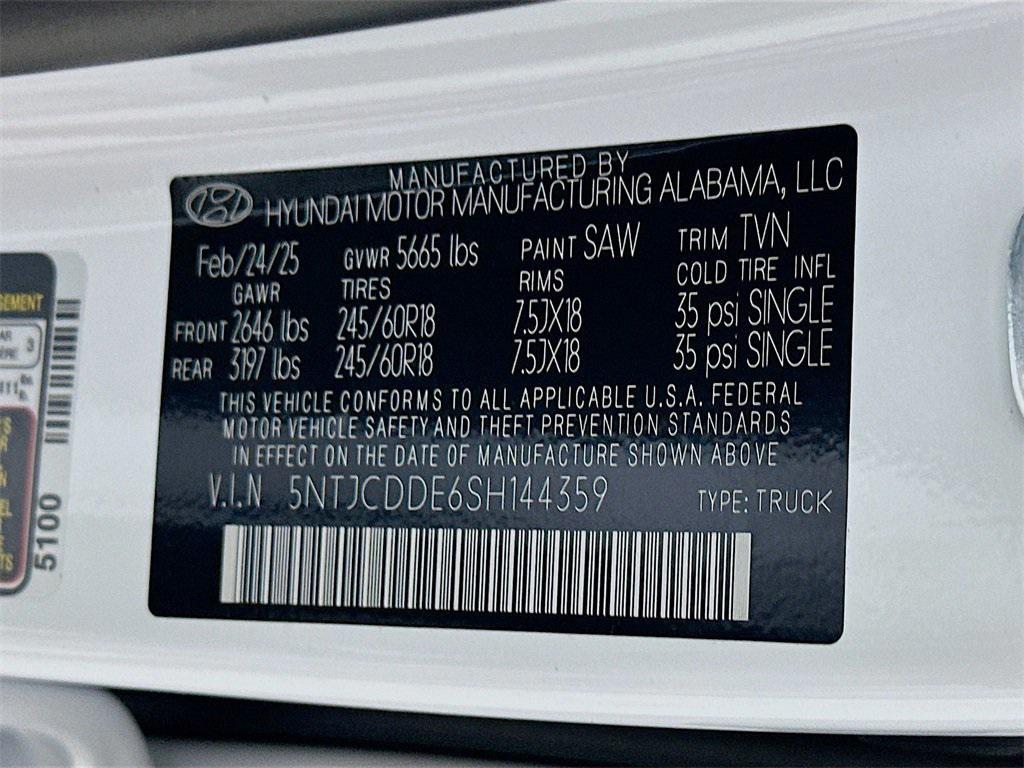 MANUFACTURED BY
HYUNDAI MOTOR MANUFACTURING ALABAMA, LLC
Feb/24/25 GVWR 5665 lbs PAINT SAW TRIM TVN
GAWR TIRES RIMS COLD TIRE INFL
FRONT 2646 lbs 245/60R18 7.5JX18 35 psi SINGLE
REAR 3197 lbs 245/60R18 7.5JX18 35 psi SINGLE
THIS VEHICLE CONFORMS TO ALL APPLICABLE U.S.A. FEDERAL
MOTOR VEHICLE SAFETY AND THEFT PREVENTION STANDARDS
IN EFFECT ON THE DATE OF MANUFACTURE SHOWN ABOVE
V.I.N 5NTJCDDE6SH144359 TYPE: TRUCK
5100
3